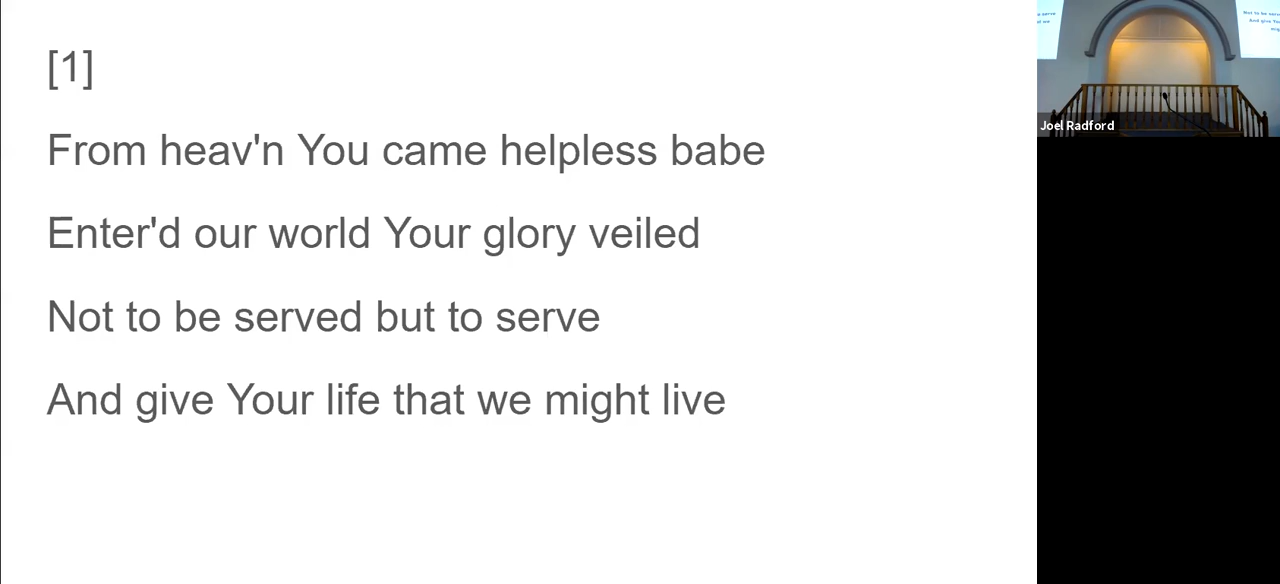 [1]
From heav'n You came helpless babe
Enter'd our world Your glory veiled
Not to be served but to serve
And give Your life that we might live
Joel Radford